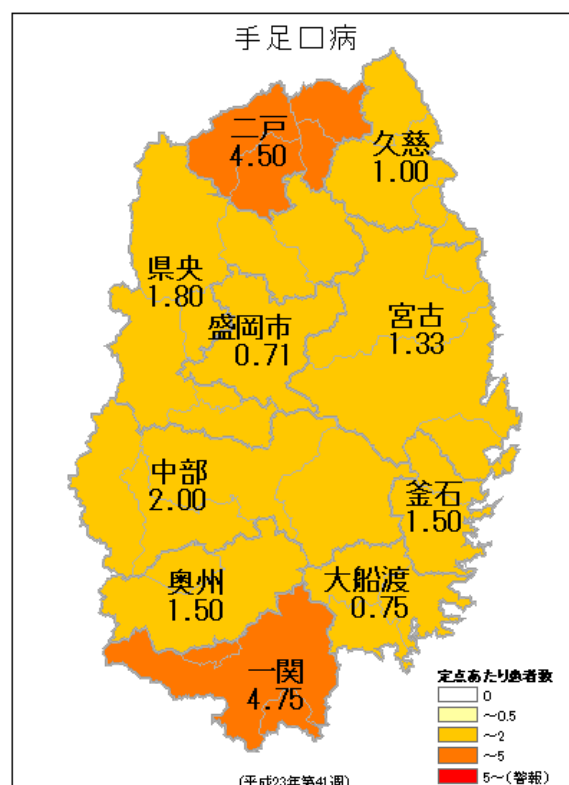 手足口病
二戸
4.50
久慈
1.00
県央
1.80
盛岡市
0.71
宮古
1.33
中部
2.00
釜石
1.50
奥州
1.50
大船渡
0.75
一関
4.75
定点あたり患者数
0
～0.5
～2
～5
5～(警報)
(平成23年第41週)